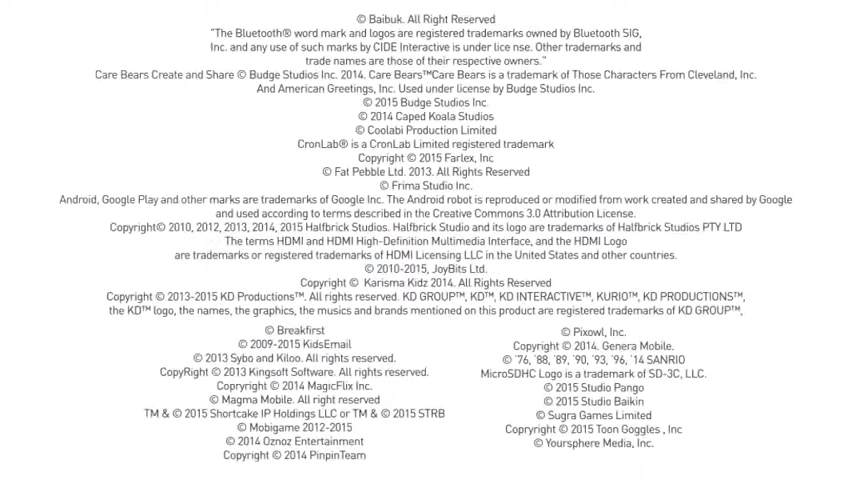 © Baibuk. All Right Reserved
"The Bluetooth® word mark and logos are registered trademarks owned by Bluetooth SIG,
Inc. and any use of such marks by CIDE Interactive is under lice nse. Other trademarks and
trade names are those of their respective owners."
Care Bears Create and Share © Budge Studios Inc. 2014. Care Bears™Care Bears is a trademark of Those Characters From Cleveland, Inc.
And American Greetings, Inc. Used under license by Budge Studios Inc.
© 2015 Budge Studios Inc.
© 2014 Caped Koala Studios
© Coolabi Production Limited
CronLab® is a CronLab Limited registered trademark
Copyright © 2015 Farlex, Inc
© Fat Pebble Ltd. 2013. All Rights Reserved
© Frima Studio Inc.
Android, Google Play and other marks are trademarks of Google Inc. The Android robot is reproduced or modified from work created and shared by Google
and used according to terms described in the Creative Commons 3.0 Attribution License.
Copyright© 2010, 2012, 2013, 2014, 2015 Halfbrick Studios. Halfbrick Studio and its logo are trademarks of Halfbrick Studios PTY LTD
The terms HDMI and HDMI High-Definition Multimedia Interface, and the HDMI Logo
are trademarks or registered trademarks of HDMI Licensing LLC in the United States and other countries.
© 2010-2015, JoyBits Ltd.
Copyright © Karisma Kidz 2014. All Rights Reserved
Copyright © 2013-2015 KD Productions™. All rights reserved. KD GROUP™, KD™, KD INTERACTIVE™, KURIO™, KD PRODUCTIONS™,
the KD™ logo, the names, the graphics, the musics and brands mentioned on this product are registered trademarks of KD GROUP™,
© Breakfirst
© 2009-2015 KidsEmail
© 2013 Sybo and Kiloo. All rights reserved.
CopyRight © 2013 Kingsoft Software. All rights reserved.
Copryright © 2014 MagicFlix Inc.
© Magma Mobile. All right reserved
TM & © 2015 Shortcake IP Holdings LLC or TM & © 2015 STRB
© Mobigame 2012-2015
© 2014 Oznoz Entertainment
Copyright © 2014 PinpinTeam
© Pixowl, Inc.
Copyright © 2014. Genera Mobile.
© '76, '88, '89, '90, '93, '96, '14 SANRIO
MicroSDHC Logo is a trademark of SD-3C, LLC.
© 2015 Studio Pango
© 2015 Studio Baikin
© Sugra Games Limited
Copryright © 2015 Toon Goggles , Inc
© Yoursphere Media, Inc.